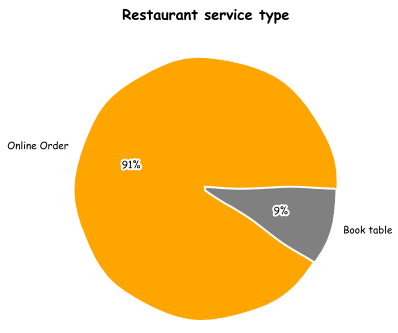 Restaurant service type
Online Order
91%
9%
Book table